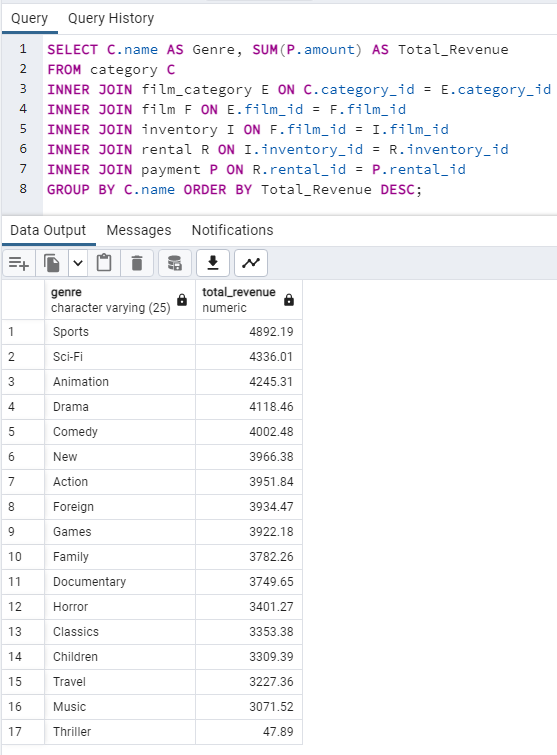 Query Query History
1 SELECT C.name AS Genre, SUM(P.amount) AS Total_Revenue
2 FROM category C
3 INNER JOIN film_category E ON C.category_id = E.category_id
4 INNER JOIN film F ON E.film_id = F.film_id
5 INNER JOIN inventory I ON F.film_id = I.film_id
6 INNER JOIN rental R ON I.inventory_id = R.inventory_id
7 INNER JOIN payment P ON R.rental_id = P.rental_id
8 GROUP BY C.name ORDER BY Total_Revenue DESC;
Data Output Messages Notifications
genre total_revenue
character varying (25) numeric
1 Sports 4892.19
2 Sci-Fi 4336.01
3 Animation 4245.31
4 Drama 4118.46
5 Comedy 4002.48
6 New 3966.38
7 Action 3951.84
8 Foreign 3934.47
9 Games 3922.18
10 Family 3782.26
11 Documentary 3749.65
12 Horror 3401.27
13 Classics 3353.38
14 Children 3309.39
15 Travel 3227.36
16 Music 3071.52
17 Thriller 47.89